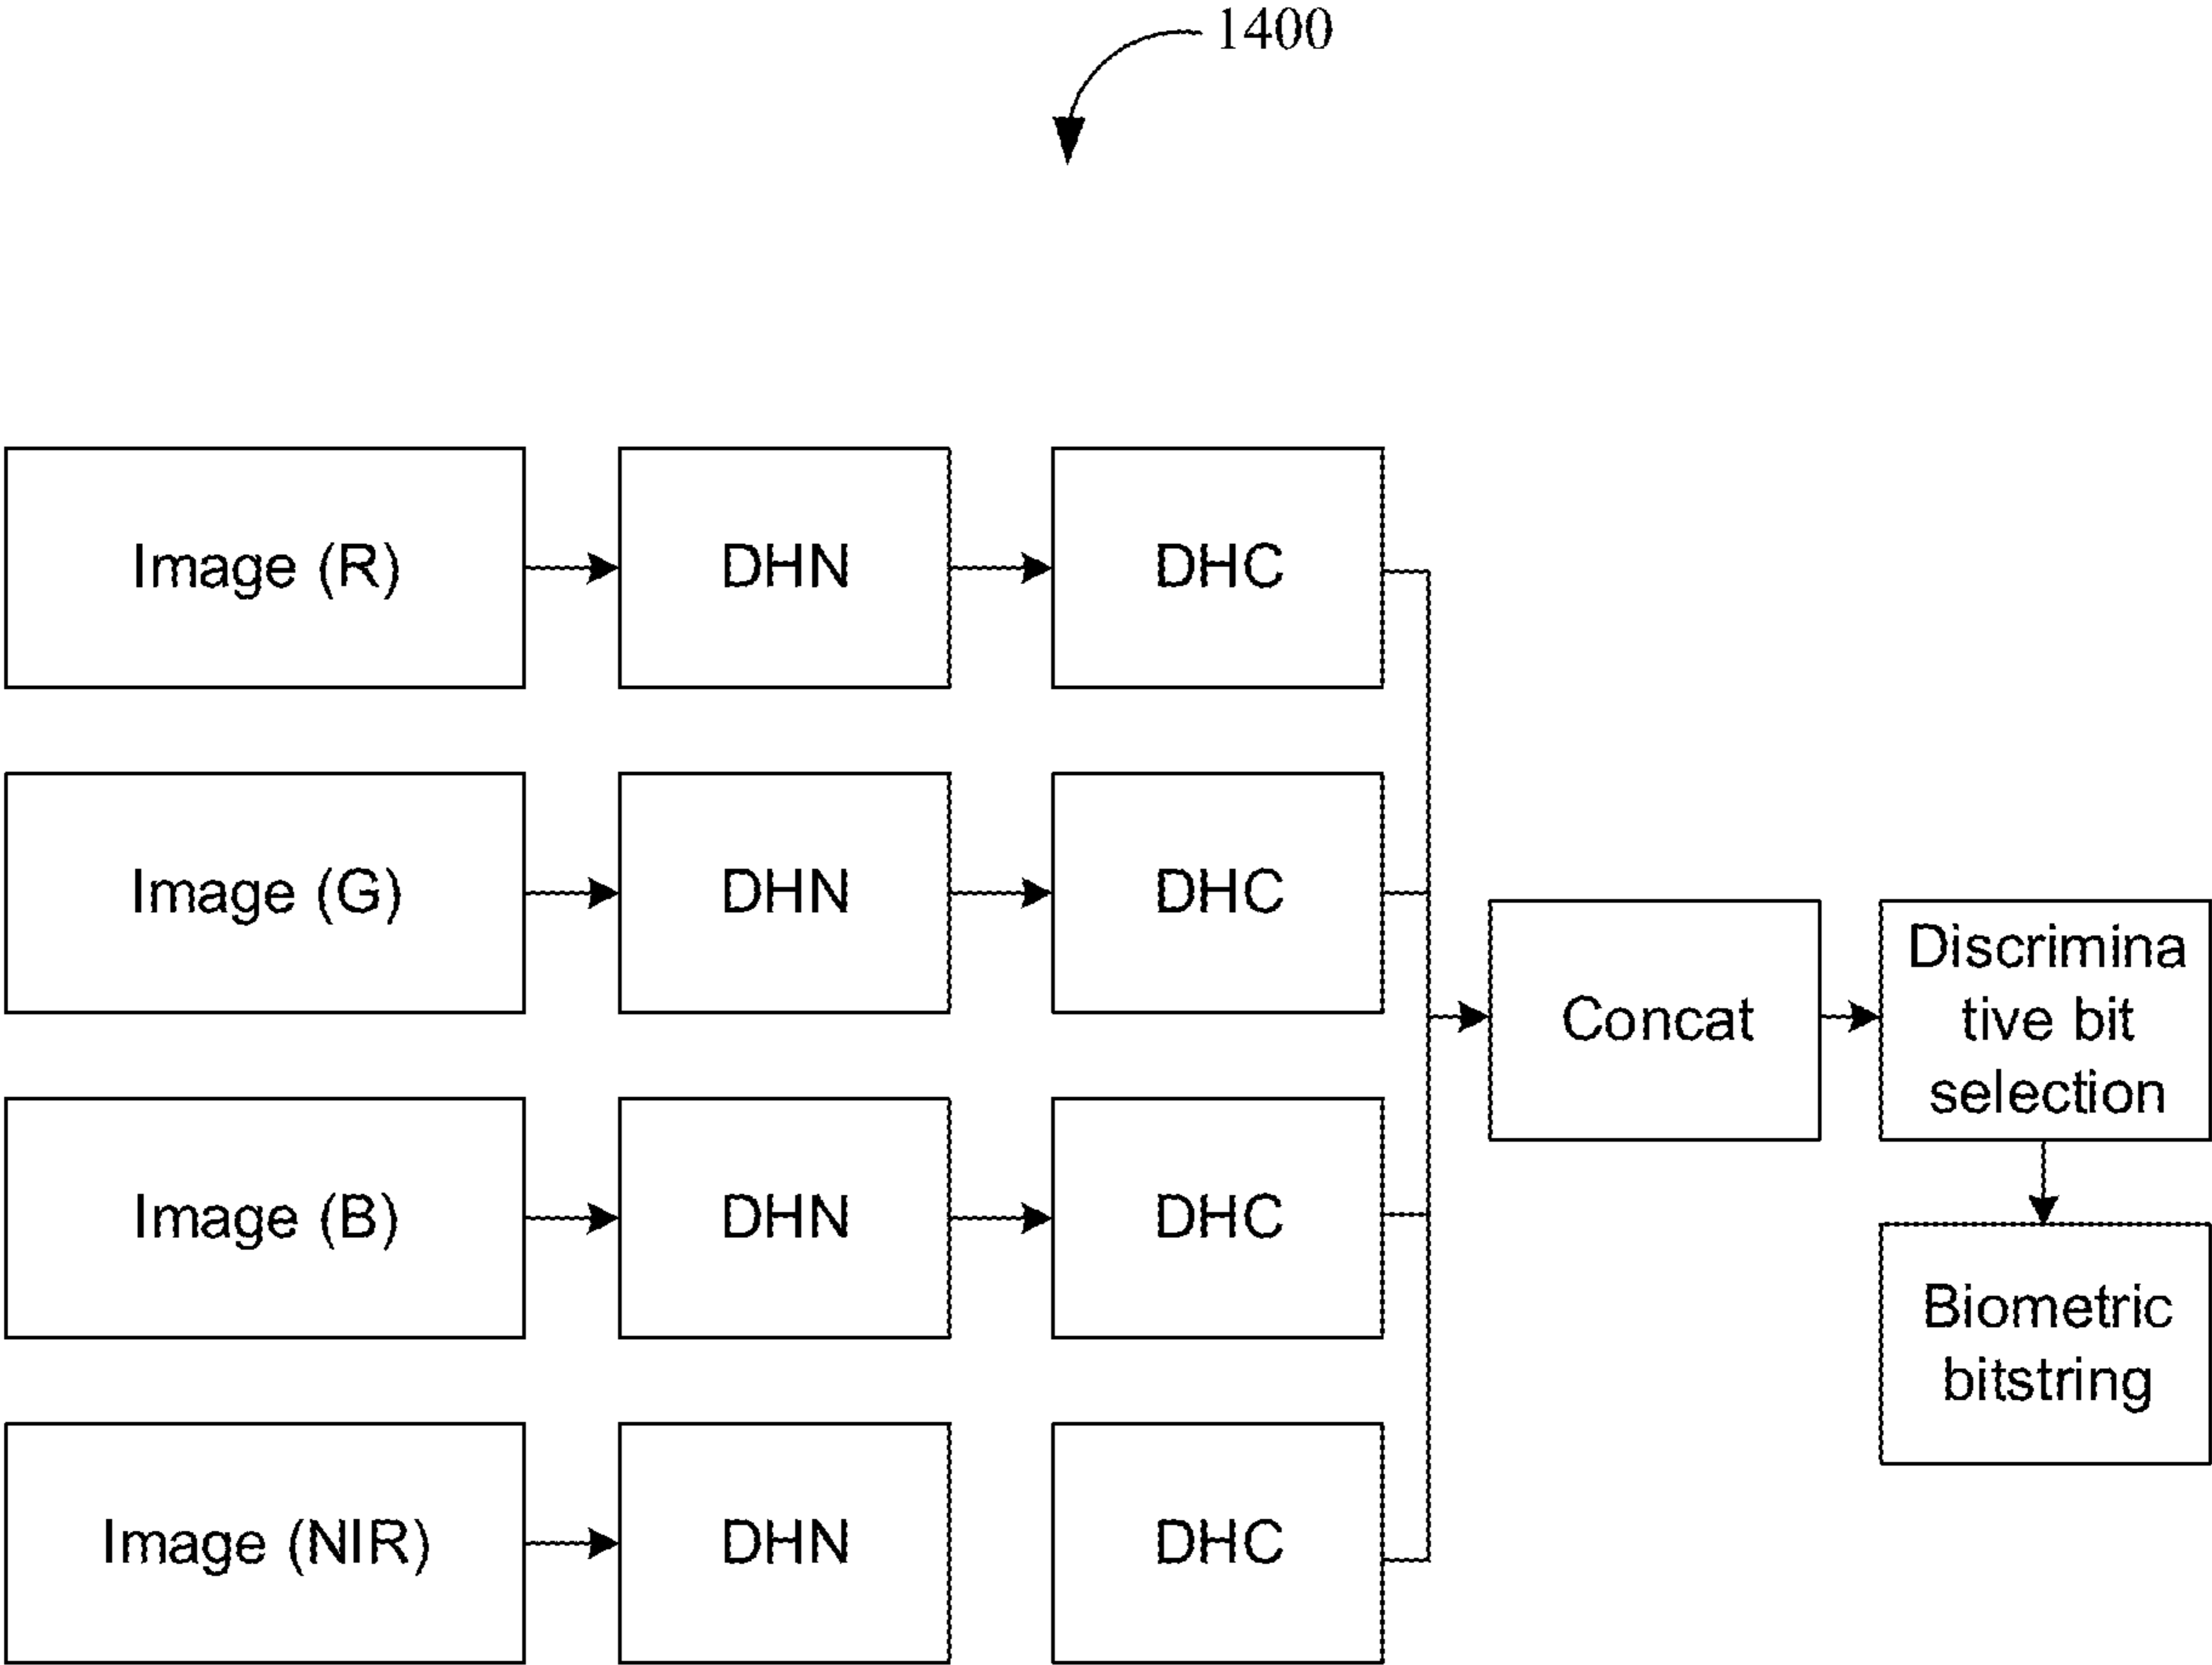 1400
Image (R)
DHN
DHC
Image (G)
DHN
DHC
Image (B)
DHN
DHC
Image (NIR)
DHN
DHC
Concat
Discrimina
tive bit
selection
Biometric
bitstring